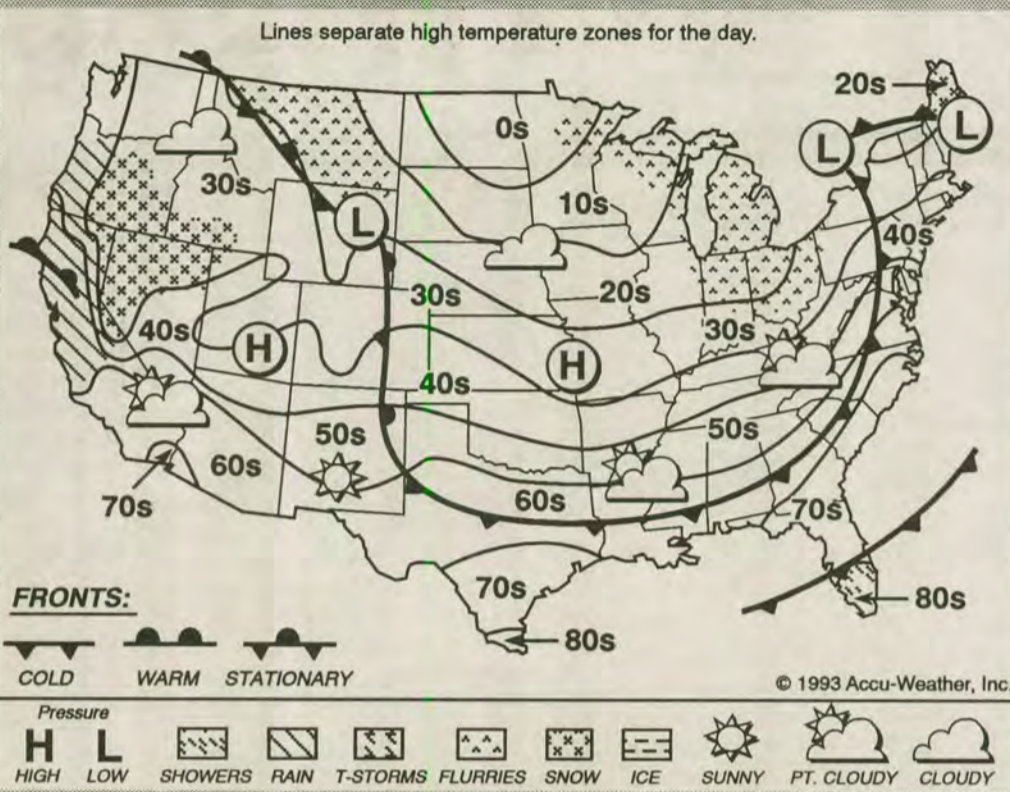 Lines separate high temperature zones for the day.
20s
L
L
0s
30s
10s
L
40s
30s
20s
40s
30s
H
H
40s
50s
50s
60s
60s
70s
70s
70s
80s
80s
FRONTS:
COLD WARM STATIONARY
© 1993 Accu-Weather, Inc.
Pressure
H L
HIGH LOW SHOWERS RAIN T-STORMS FLURRIES SNOW ICE SUNNY PT. CLOUDY CLOUDY